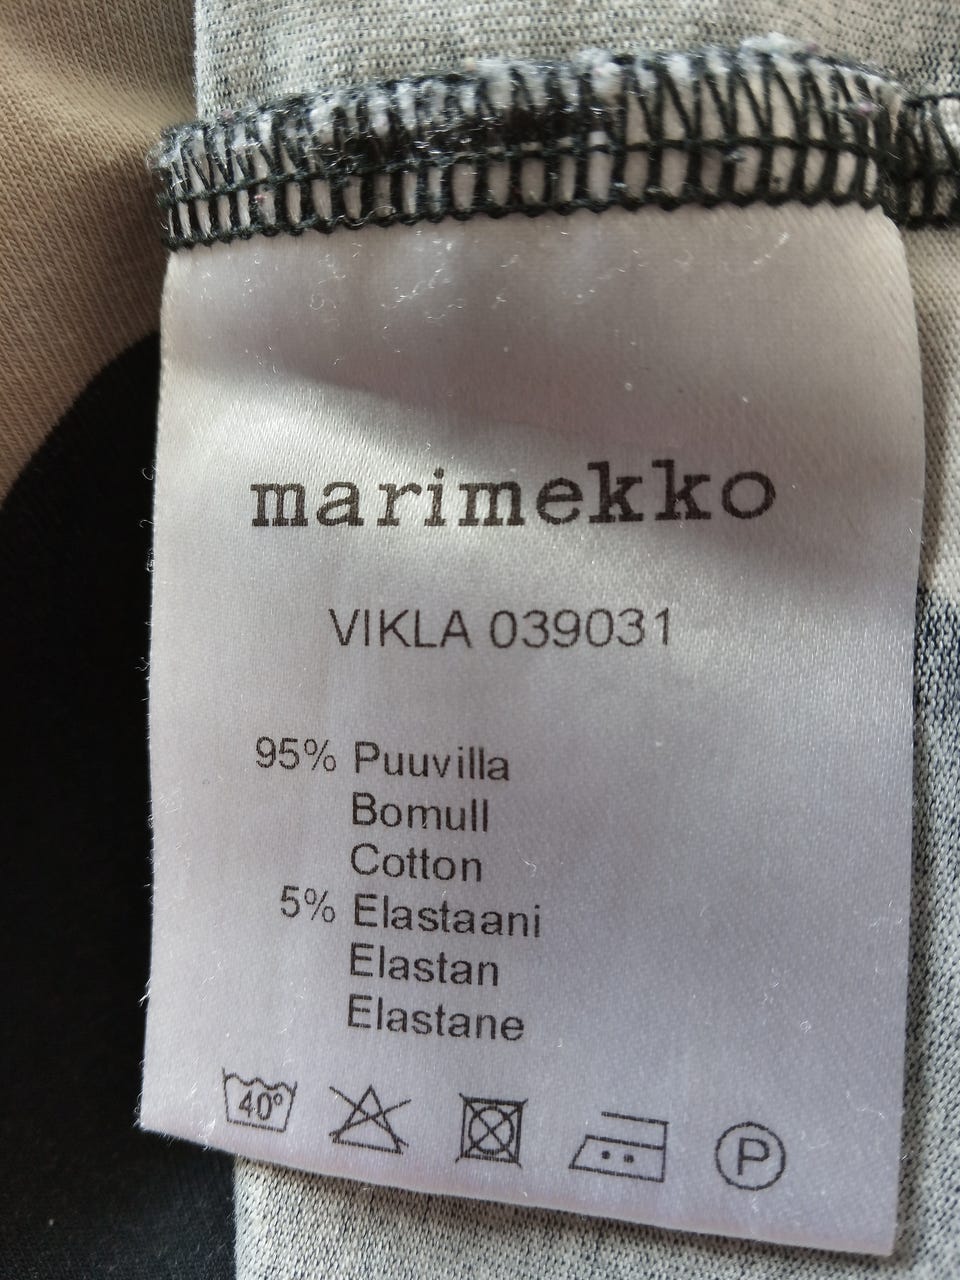 marimekko
VIKLA 039031
95% Puuvilla
Bomull
Cotton
5% Elastaani
Elastan
Elastane
40° P